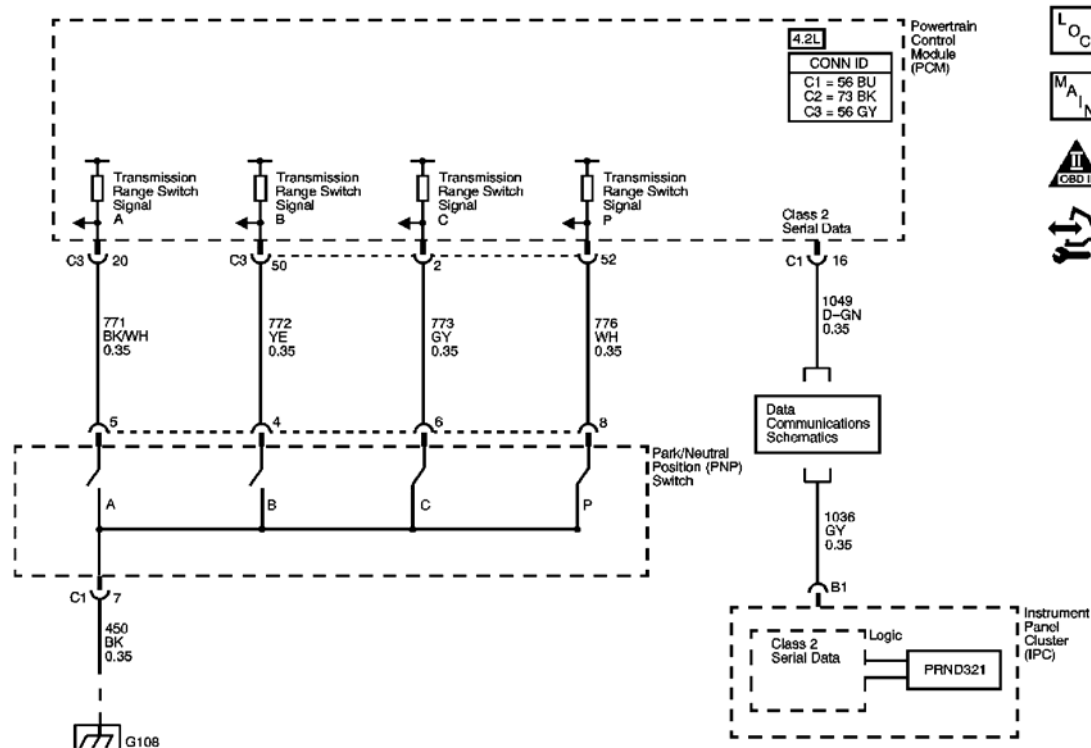 Powertrain
Control
Module
(PCM)
4.2L
CONN ID
C1 = 56 BU
C2 = 73 BK
C3 = 56 GY
LOC
MAIN
II
OBD II
Transmission
Range Switch
Signal
A
Transmission
Range Switch
Signal
B
Transmission
Range Switch
Signal
C
Transmission
Range Switch
Signal
P
Class 2
Serial Data
C3 20
C3 50
2
52
C1 16
771
BK/WH
0.35
772
YE
0.35
773
GY
0.35
776
WH
0.35
1049
D-GN
0.35
5
4
6
8
Data
Communications
Schematics
Park/Neutral
Position (PNP)
Switch
A
B
C
P
1036
GY
0.35
C1 7
B1
450
BK
0.35
Instrument
Panel
Cluster
(IPC)
Class 2
Serial Data
Logic
PRND321
G108